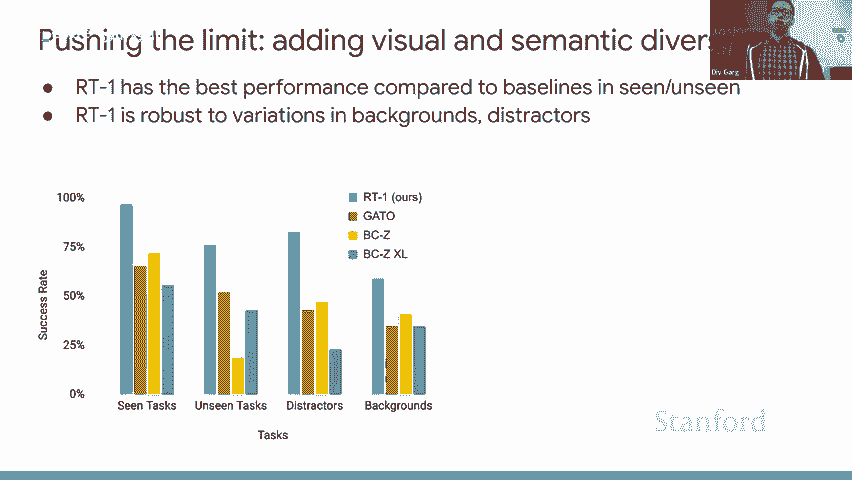 Pushing the limit: adding visual and semantic divers
● RT-1 has the best performance compared to baselines in seen/unseen
● RT-1 is robust to variations in backgrounds, distractors
Div Garg
RT-1 (ours)
GATO
BC-Z
BC-Z XL
100%
75%
50%
25%
0%
Success Rate
Seen Tasks Unseen Tasks Distractors Backgrounds
Tasks
Stanford